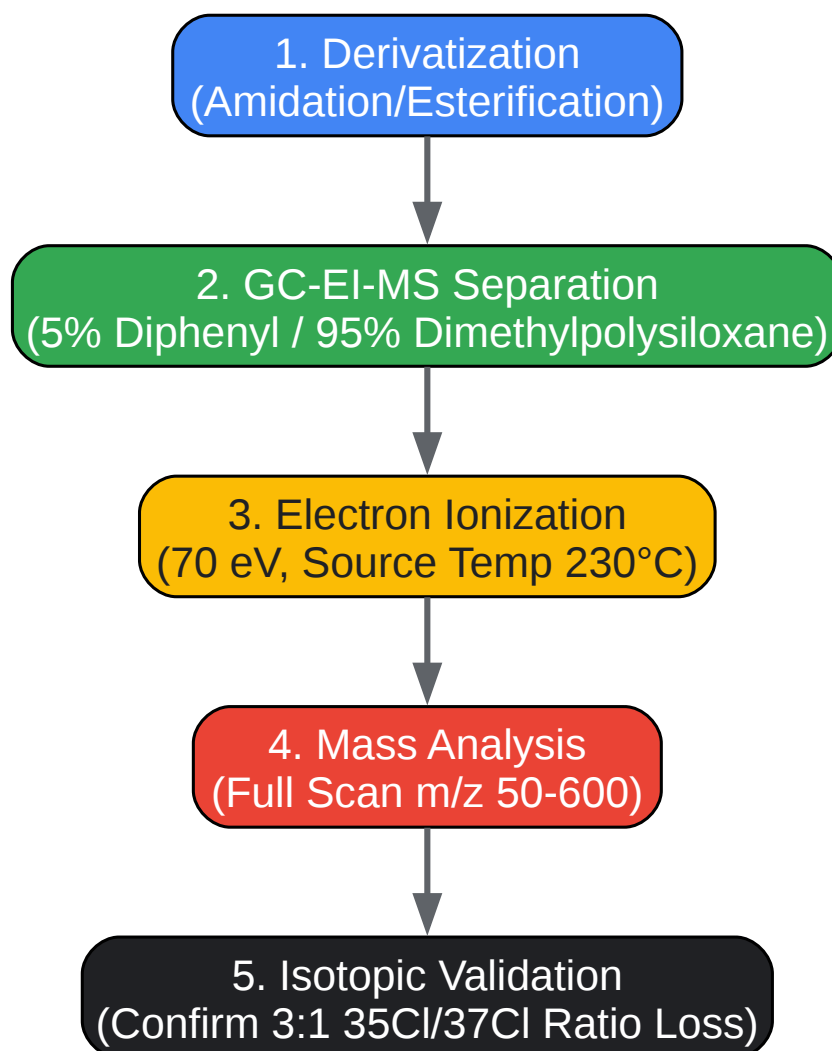 1. Derivatization
(Amidation/Esterification)
2. GC-EI-MS Separation
(5% Diphenyl / 95% Dimethylpolysiloxane)
3. Electron Ionization
(70 eV, Source Temp 230°C)
4. Mass Analysis
(Full Scan m/z 50-600)
5. Isotopic Validation
(Confirm 3:1 35Cl/37Cl Ratio Loss)